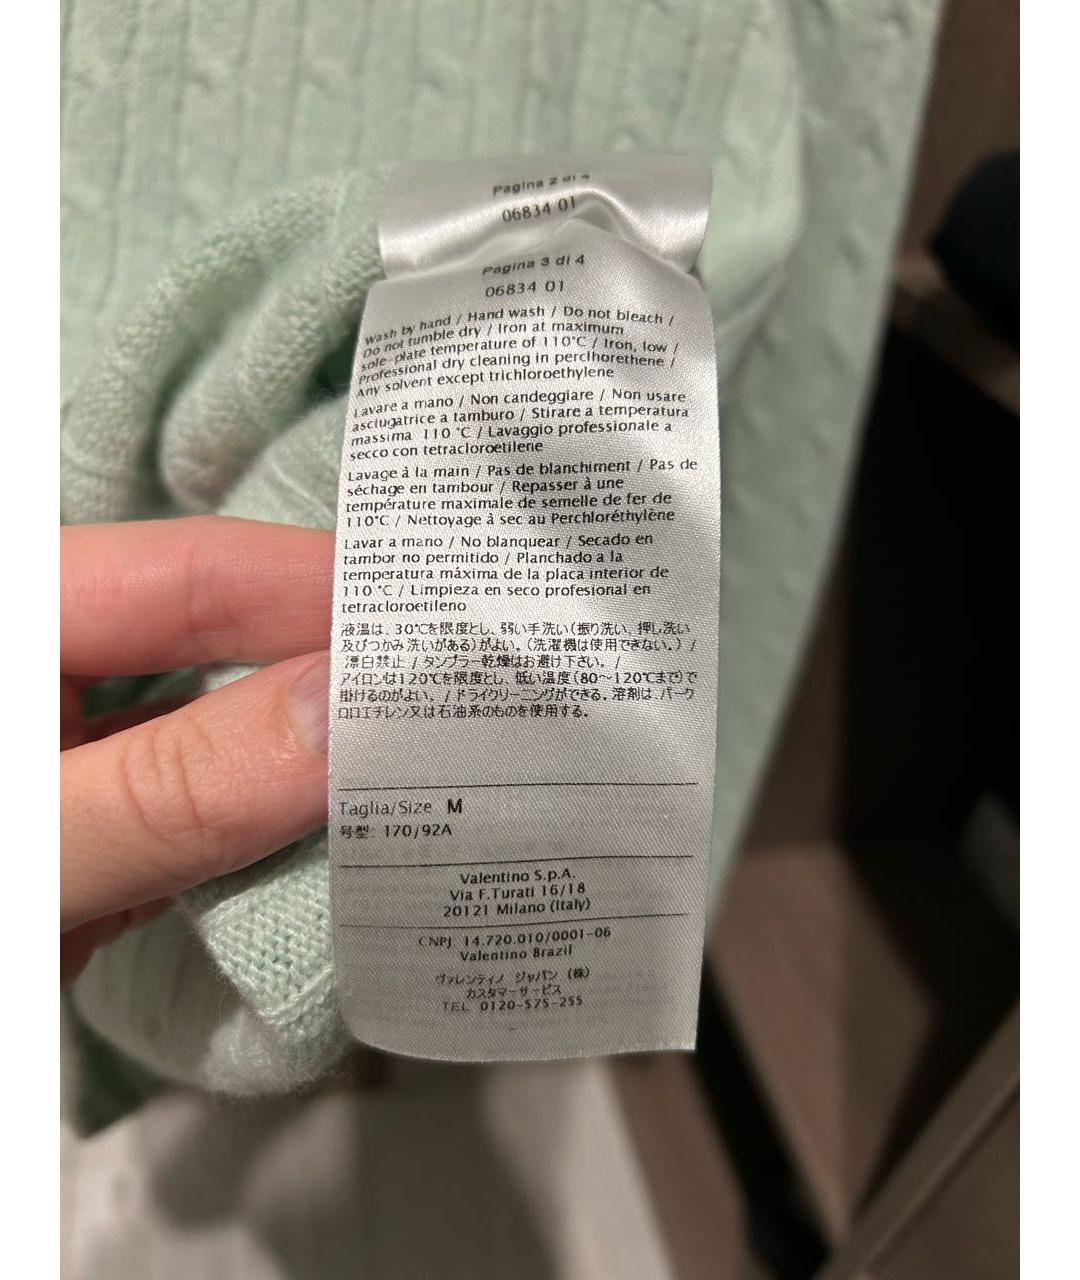 Pagina 2 di 4
06834 01
Pagina 3 di 4
06834 01
Wash by hand / Hand wash / Do not bleach /
Do not tumble dry / Iron at maximum
sole-plate temperature of 110°C / Iron, low /
Professional dry cleaning in perclhorethene /
Any solvent except trichloroethylene
Lavare a mano / Non candeggiare / Non usare
asciugatrice a tamburo / Stirare a temperatura
massima 110 °C / Lavaggio professionale a
secco con tetracloroetilene
Lavage à la main / Pas de blanchiment / Pas de
séchage en tambour / Repasser à une
température maximale de semelle de fer de
110°C / Nettoyage à sec au Perchloréthylène
Lavar a mano / No blanquear / Secado en
tambor no permitido / Planchado a la
temperatura máxima de la placa interior de
110 °C / Limpieza en seco profesional en
tetracloroetileno
液温は、30℃を限度とし、弱い手洗い(振り洗い、押し洗い
及びつかみ洗いがある)がよい。(洗濯機は使用できない。) /
漂白禁止 / タンブラー乾燥はお避け下さい。 /
アイロンは120℃を限度とし、低い温度(80～120℃まで)で
掛けるのがよい。 / ドライクリーニングができる。溶剤は、パーク
ロロエチレン又は石油系のものを使用する。
Taglia/Size M
号型: 170/92A
Valentino S.p.A.
Via F.Turati 16/18
20121 Milano (Italy)
CNPJ 14.720.010/0001-06
Valentino Brazil
ヴァレンティノ ジャパン (株)
カスタマーサービス
TEL 0120-575-255